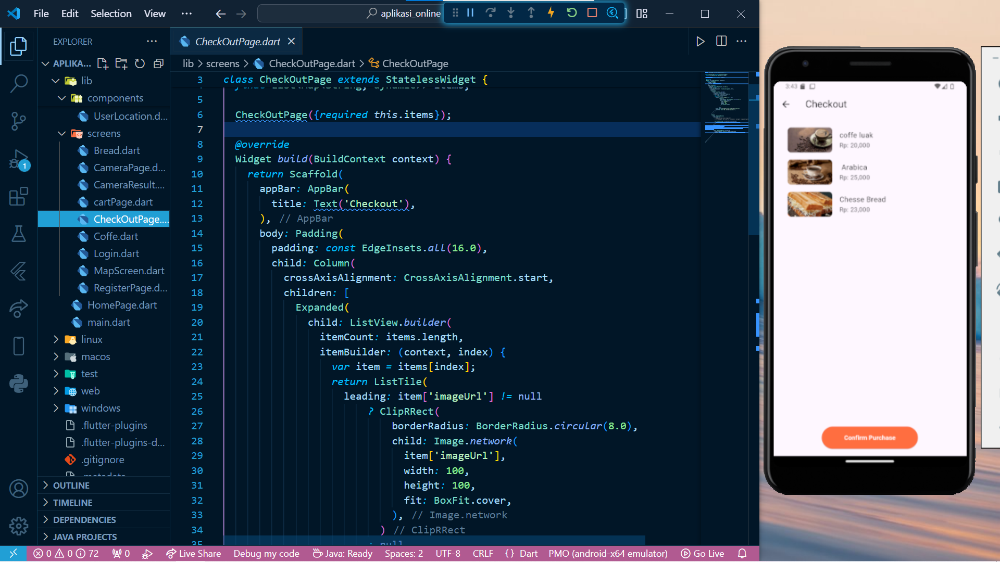 File Edit Selection View ···
aplikasi_online
EXPLORER
APLIKA...
lib
components
UserLocation.d...
screens
Bread.dart
CameraPage.d...
CameraResult....
cartPage.dart
CheckOutPage....
Coffe.dart
Login.dart
MapScreen.dart
RegisterPage.d...
HomePage.dart
main.dart
linux
macos
test
web
windows
.flutter-plugins
.flutter-plugins-d...
.gitignore
.metadata
OUTLINE
TIMELINE
DEPENDENCIES
JAVA PROJECTS
1
CheckOutPage.dart
lib > screens > CheckOutPage.dart > CheckOutPage
3 class CheckOutPage extends StatelessWidget {
final List<Map<String, dynamic>> items;
5
6 CheckOutPage({required this.items});
7
8 @override
9 Widget build(BuildContext context) {
10 return Scaffold(
11 appBar: AppBar(
12 title: Text('Checkout'),
13 ), // AppBar
14 body: Padding(
15 padding: const EdgeInsets.all(16.0),
16 child: Column(
17 crossAxisAlignment: CrossAxisAlignment.start,
18 children: [
19 Expanded(
20 child: ListView.builder(
21 itemCount: items.length,
22 itemBuilder: (context, index) {
23 var item = items[index];
24 return ListTile(
25 leading: item['imageUrl'] != null
26 ? ClipRRect(
27 borderRadius: BorderRadius.circular(8.0),
28 child: Image.network(
29 item['imageUrl'],
30 width: 100,
31 height: 100,
32 fit: BoxFit.cover,
33 ), // Image.network
34 ) // ClipRRect
35 : null
0 0 72 0 Live Share Debug my code Java: Ready Spaces: 2 UTF-8 CRLF {} Dart PMO (android-x64 emulator) Go Live
3:43
Checkout
coffe luak
Rp: 20,000
Arabica
Rp: 25,000
Chesse Bread
Rp: 23,000
Confirm Purchase